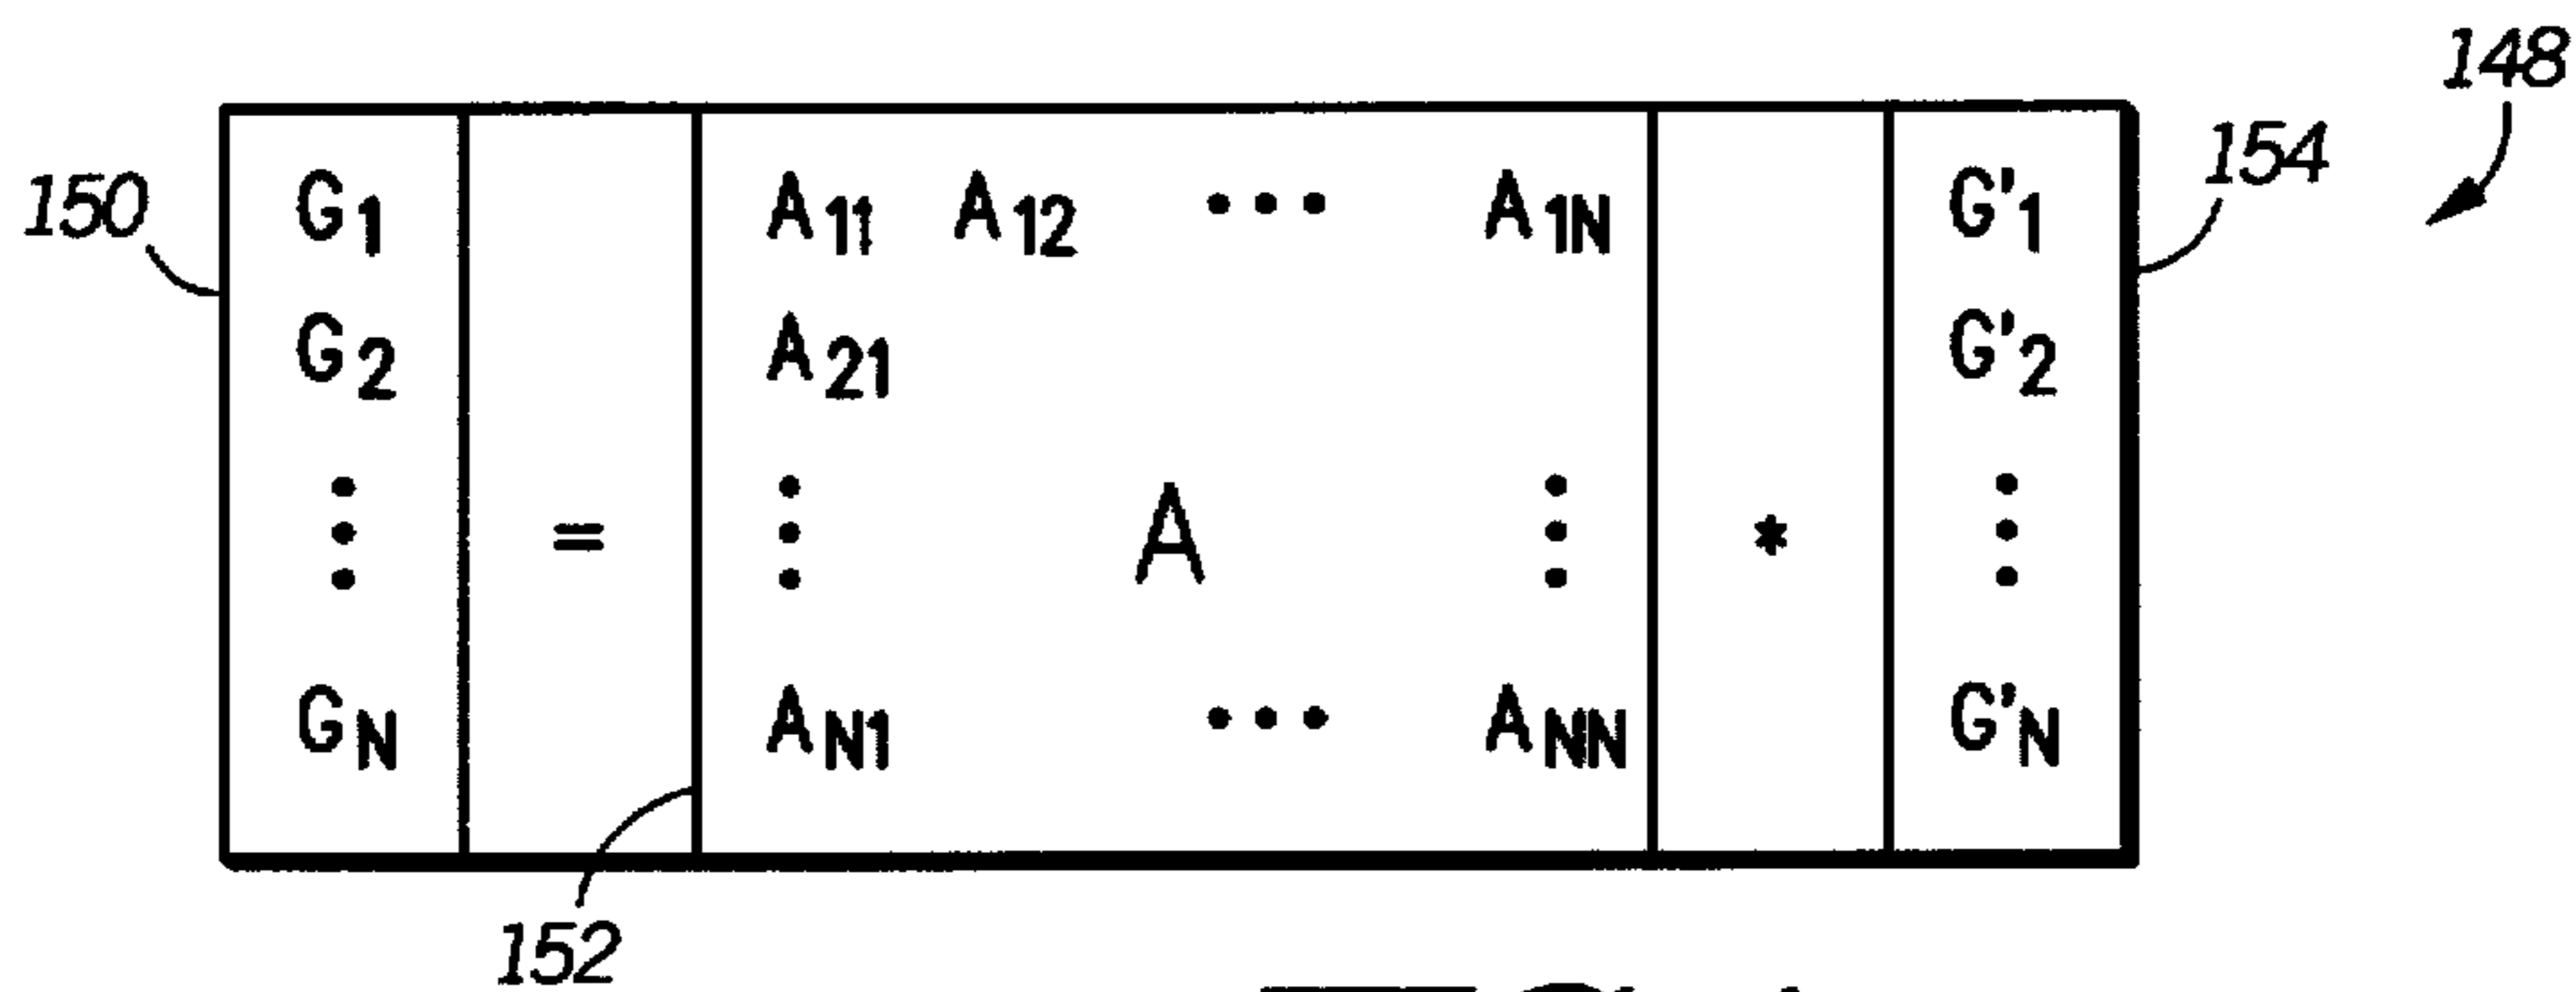 148
154
150
G₁ A₁₁ A₁₂ ••• A₁N G'₁
G₂ A₂₁ G'₂
= A *
GN AN1 ••• ANN G'N
152